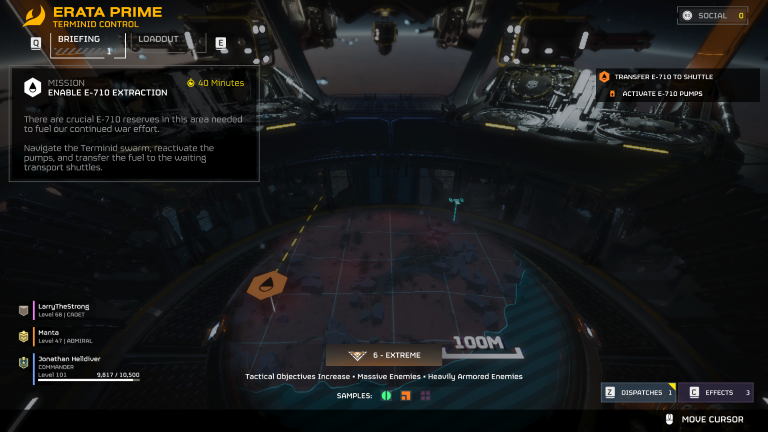 ERATA PRIME
TERMINID CONTROL
SOCIAL 0
Q BRIEFING LOADOUT E
1
MISSION 40 Minutes
ENABLE E-710 EXTRACTION
There are crucial E-710 reserves in this area needed
to fuel our continued war effort.
Navigate the Terminid swarm, reactivate the
pumps, and transfer the fuel to the waiting
transport shuttles.
TRANSFER E-710 TO SHUTTLE
ACTIVATE E-710 PUMPS
LarryTheStrong
Level 68 | CADET
Manta
Level 47 | ADMIRAL
Jonathan Helldiver
COMMANDER
Level 101 9,817 / 10,500
100M
6 - EXTREME
Tactical Objectives Increase • Massive Enemies • Heavily Armored Enemies
SAMPLES:
Z DISPATCHES 1 C EFFECTS 3
MOVE CURSOR